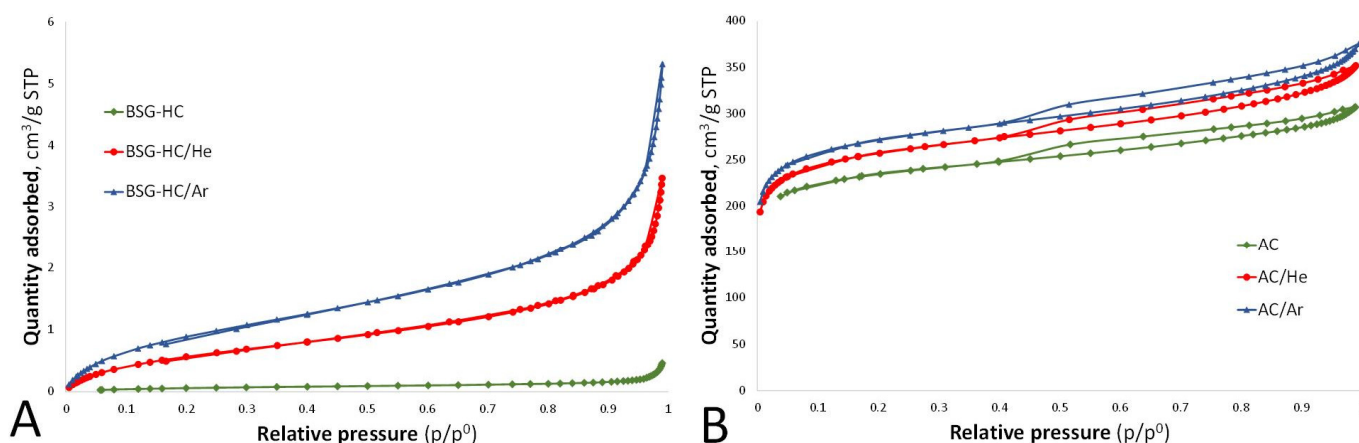 Quantity adsorbed, cm³/g STP
6
5
4
3
2
1
0
BSG-HC
BSG-HC/He
BSG-HC/Ar
0 0.1 0.2 0.3 0.4 0.5 0.6 0.7 0.8 0.9 1
Relative pressure (p/p⁰)
A
Quantity adsorbed, cm³/g STP
400
350
300
250
200
150
100
50
0
AC
AC/He
AC/Ar
0 0.1 0.2 0.3 0.4 0.5 0.6 0.7 0.8 0.9
Relative pressure (p/p⁰)
B